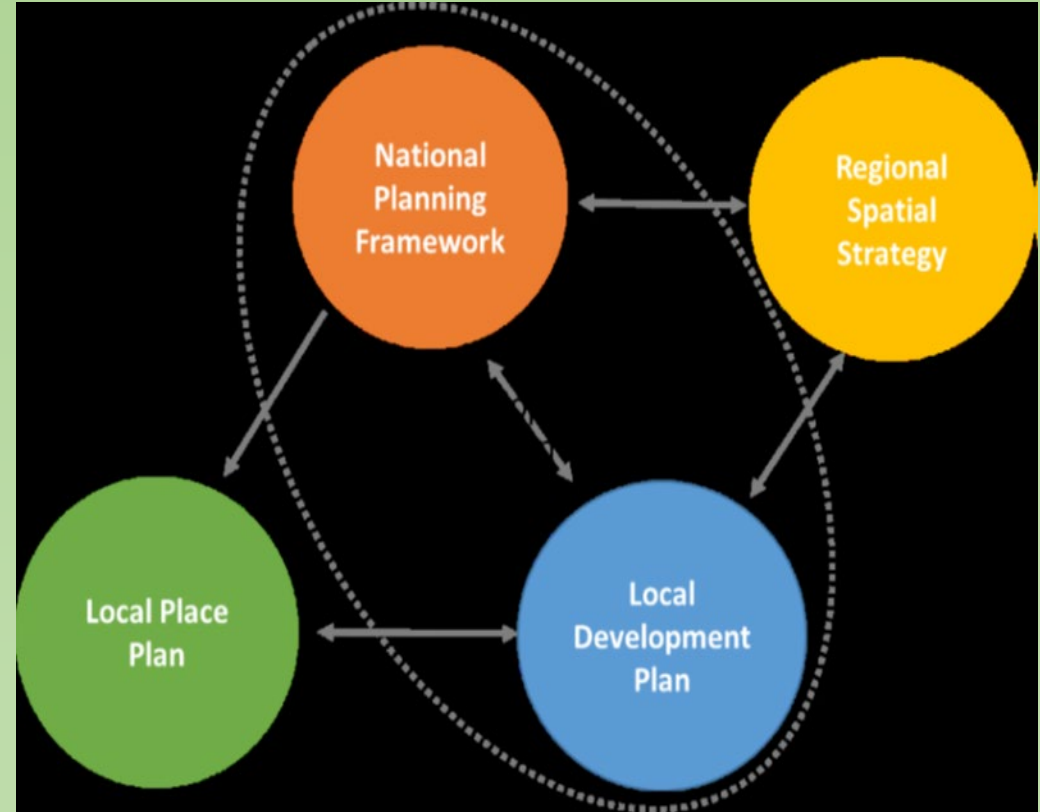 National
Planning
Framework
Regional
Spatial
Strategy
Local Place
Plan
Local
Development
Plan